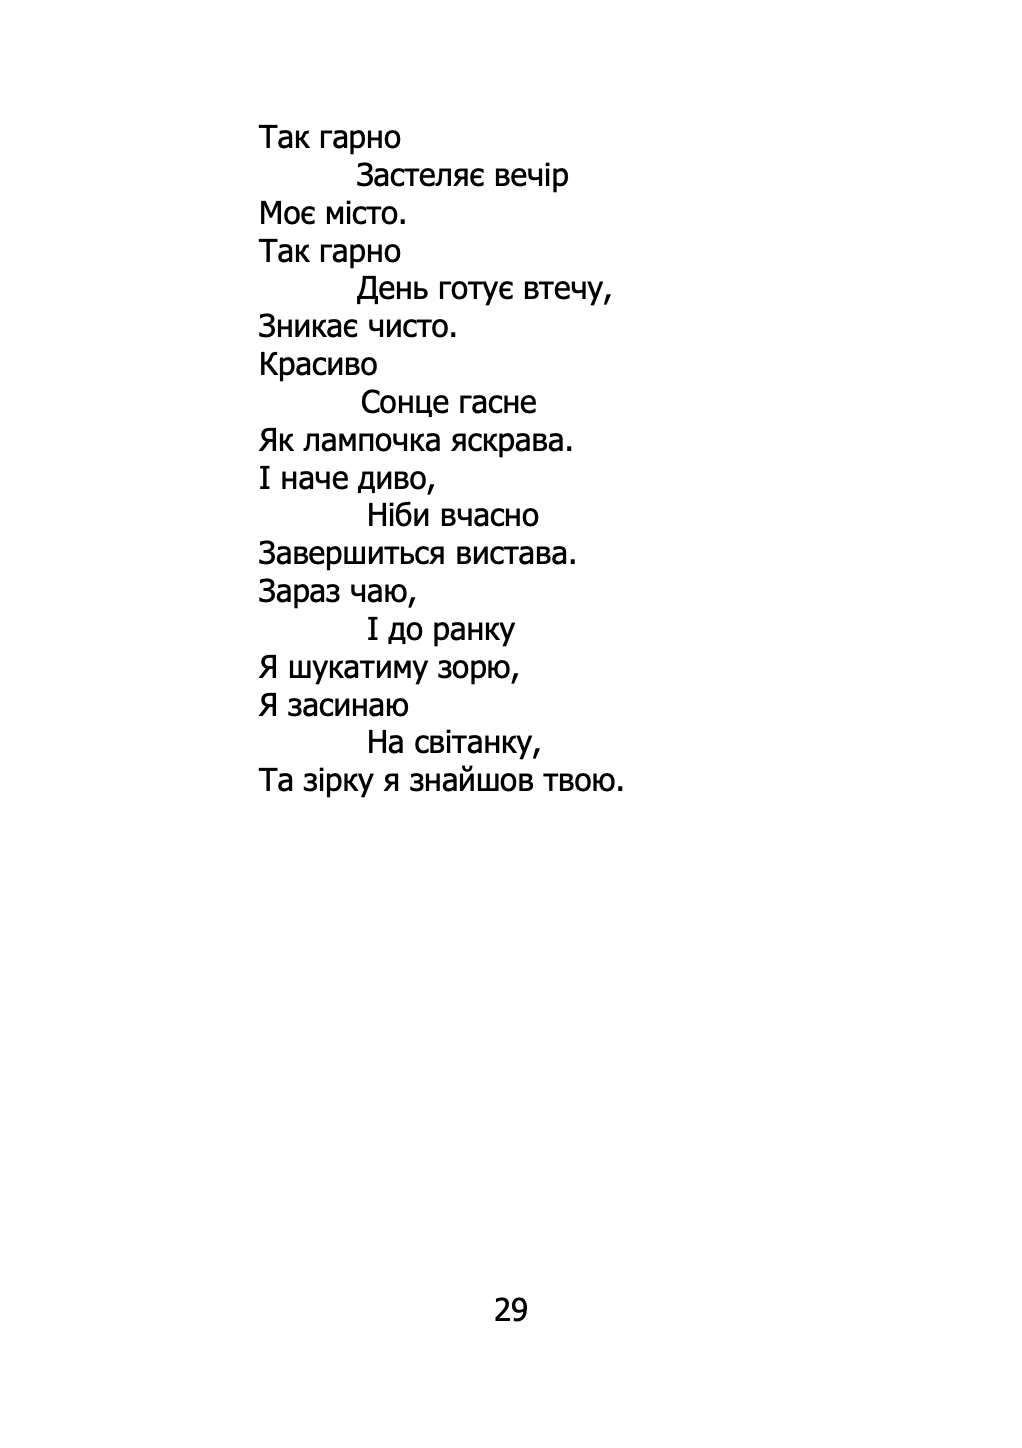 Так гарно
Застеляє вечір
Моє місто.
Так гарно
День готує втечу,
Зникає чисто.
Красиво
Сонце гасне
Як лампочка яскрава.
І наче диво,
Ніби вчасно
Завершиться вистава.
Зараз чаю,
І до ранку
Я шукатиму зорю,
Я засинаю
На світанку,
Та зірку я знайшов твою.
29